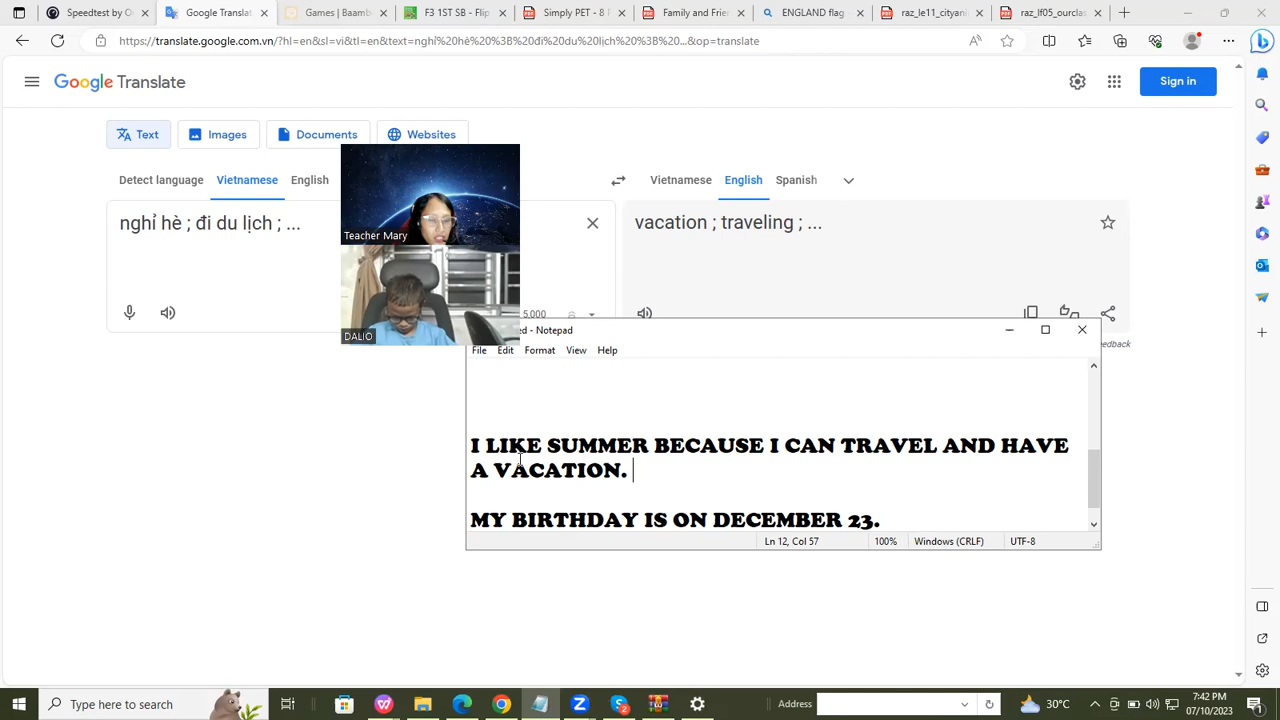 Speedtest by O
Google Translat
Games | Baamb
F3 1ST SB - Flip
Simply PET - 8 F
Family and Frie
ENGLAND flag
raz_le11_cityani
raz_lf05_ourclas
https://translate.google.com.vn/?hl=en&sl=vi&tl=en&text=nghỉ%20hè%20%3B%20đi%20du%20lịch%20%3B%20...&op=translate
Google Translate
Sign in
Text
Images
Documents
Websites
Detect language
Vietnamese
English
Vietnamese
English
Spanish
nghỉ hè ; đi du lịch ; ...
vacation ; traveling ; ...
Teacher Mary
5,000
DALIO
ed - Notepad
File Edit Format View Help
eedback
I LIKE SUMMER BECAUSE I CAN TRAVEL AND HAVE
A VACATION.
MY BIRTHDAY IS ON DECEMBER 23.
Ln 12, Col 57
100%
Windows (CRLF)
UTF-8
Type here to search
Address
30°C
7:42 PM
07/10/2023